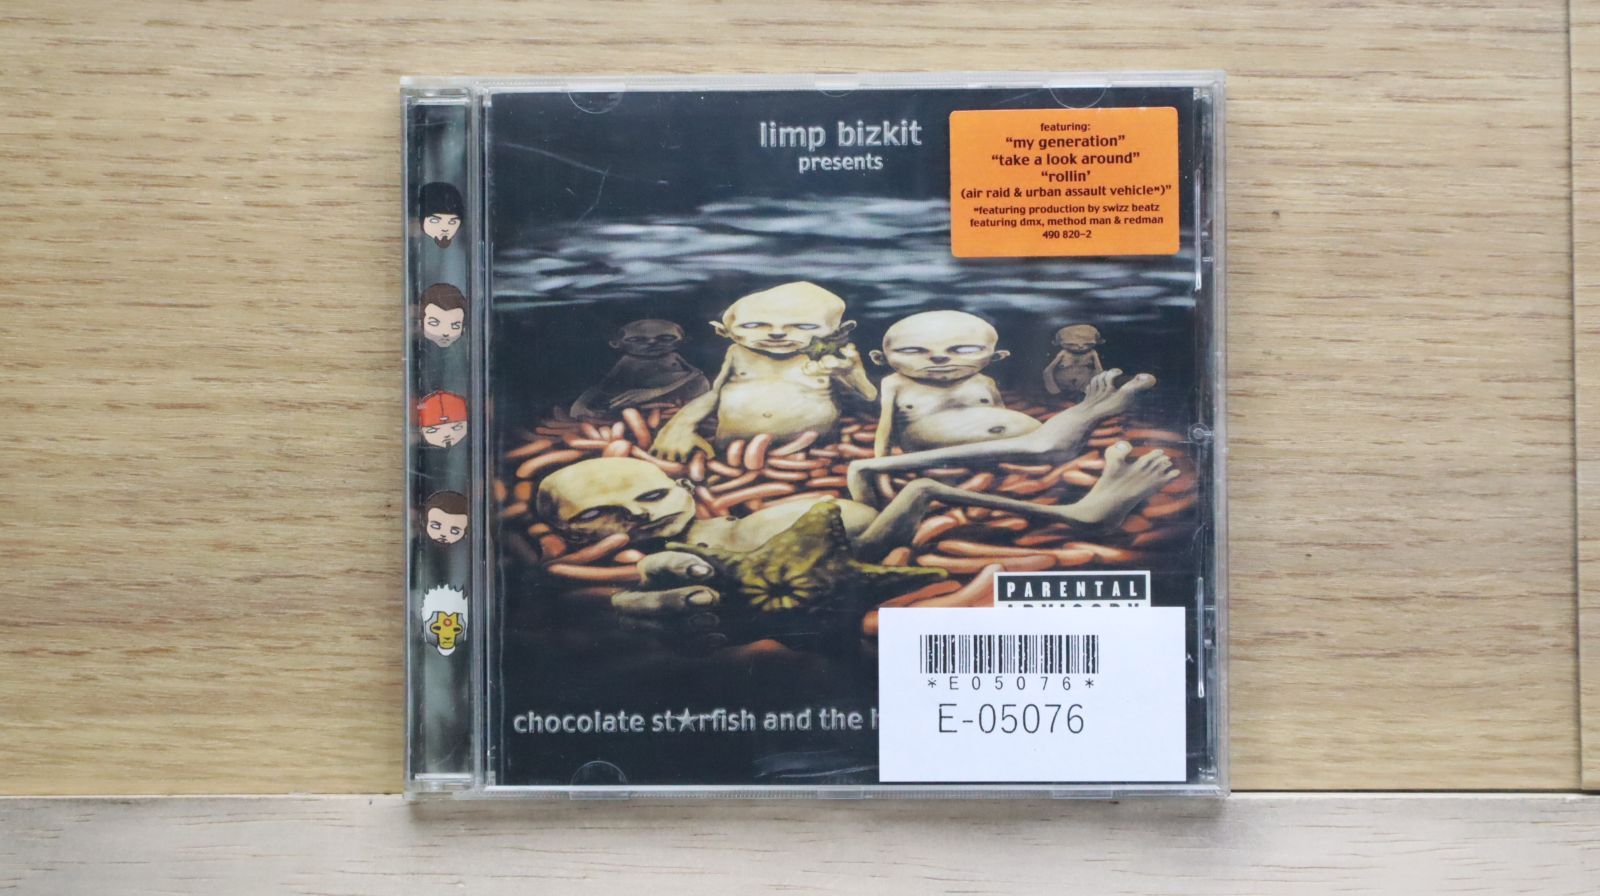 limp bizkit
presents
featuring:
"my generation"
"take a look around"
"rollin'
(air raid & urban assault vehicle*)"
*featuring production by swizz beatz
featuring dmx, method man & redman
490 820-2
PARENTAL
chocolate st★rfish and the
*E05076*
E-05076